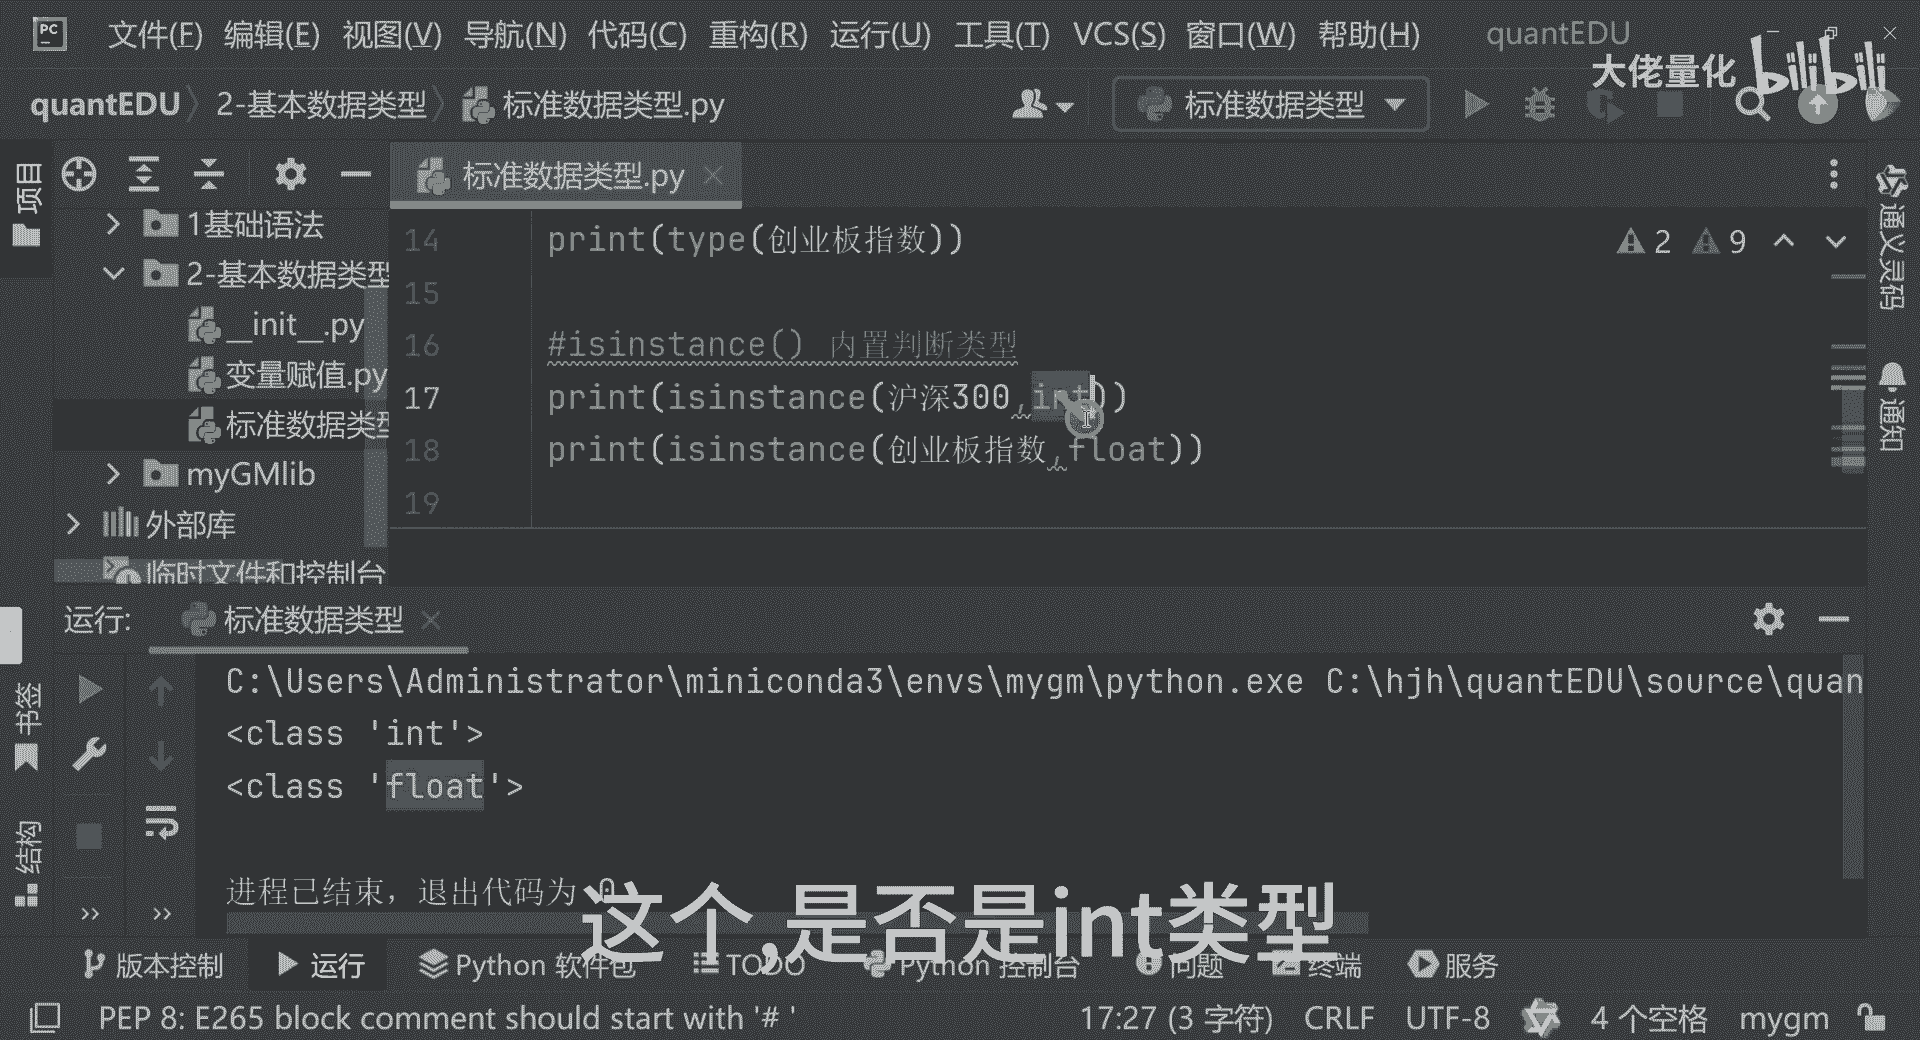 文件(F) 编辑(E) 视图(V) 导航(N) 代码(C) 重构(R) 运行(U) 工具(T) VCS(S) 窗口(W) 帮助(H) quantEDU
大佬量化 bilibili
quantEDU 2-基本数据类型 标准数据类型.py 标准数据类型
项目
标准数据类型.py
1基础语法
2-基本数据类型
__init__.py
变量赋值.py
标准数据类型
myGMlib
外部库
临时文件和控制台
14 print(type(创业板指数))
15
16 #isinstance() 内置判断类型
17 print(isinstance(沪深300,int))
18 print(isinstance(创业板指数,float))
19
2 9
通义灵码
通知
运行: 标准数据类型
C:\Users\Administrator\miniconda3\envs\mygm\python.exe C:\hjh\quantEDU\source\quan
<class 'int'>
<class 'float'>
进程已结束，退出代码为 0
书签
结构
这个,是否是int类型
版本控制 运行 Python 软件包 TODO Python 控制台 问题 终端 服务
PEP 8: E265 block comment should start with '# ' 17:27 (3 字符) CRLF UTF-8 4 个空格 mygm